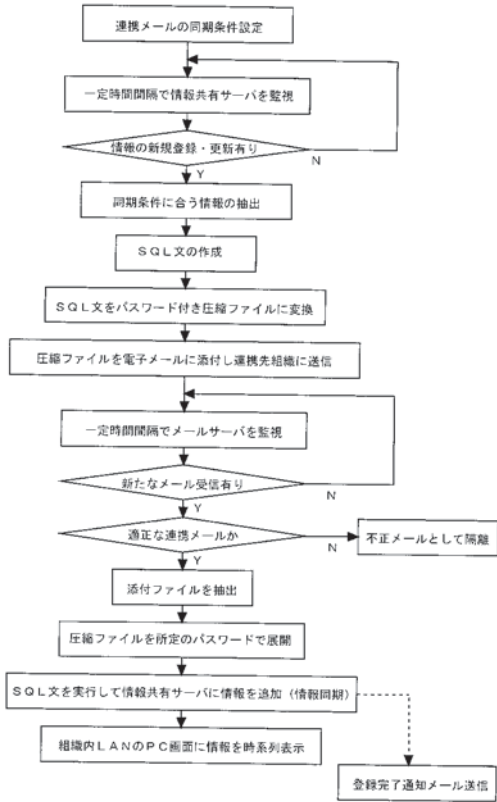 連携メールの同期条件設定
一定時間間隔で情報共有サーバを監視
情報の新規登録・更新有り
N
Y
同期条件に合う情報の抽出
SQL文の作成
SQL文をパスワード付き圧縮ファイルに変換
圧縮ファイルを電子メールに添付し連携先組織に送信
一定時間間隔でメールサーバを監視
新たなメール受信有り
N
Y
適正な連携メールか
N
不正メールとして隔離
Y
添付ファイルを抽出
圧縮ファイルを所定のパスワードで展開
SQL文を実行して情報共有サーバに情報を追加（情報同期）
組織内LANのPC画面に情報を時系列表示
登録完了通知メール送信